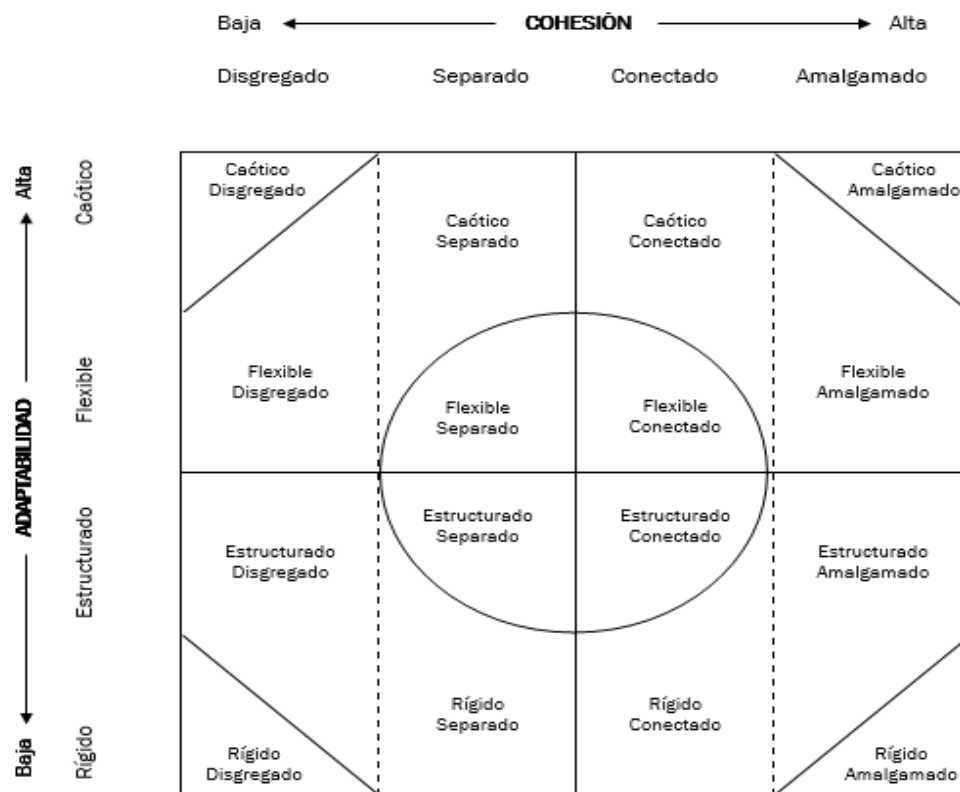 Baja COHESIÓN Alta
Disgregado Separado Conectado Amalgamado
Alta
Caótico
Flexible
ADAPTABILIDAD
Estructurado
Baja
Rígido
Caótico
Disgregado
Caótico
Separado
Caótico
Conectado
Caótico
Amalgamado
Flexible
Disgregado
Flexible
Separado
Flexible
Conectado
Flexible
Amalgamado
Estructurado
Disgregado
Estructurado
Separado
Estructurado
Conectado
Estructurado
Amalgamado
Rígido
Disgregado
Rígido
Separado
Rígido
Conectado
Rígido
Amalgamado